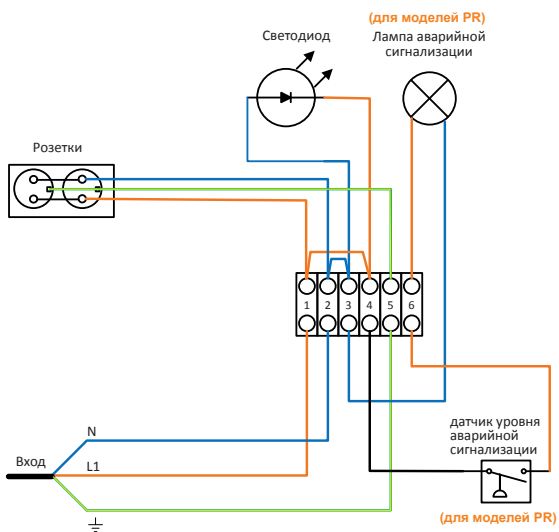 (для моделей PR)
Светодиод
Лампа аварийной
сигнализации
Розетки
1 2 3 4 5 6
N
датчик уровня
аварийной
сигнализации
Вход
L1
(для моделей PR)